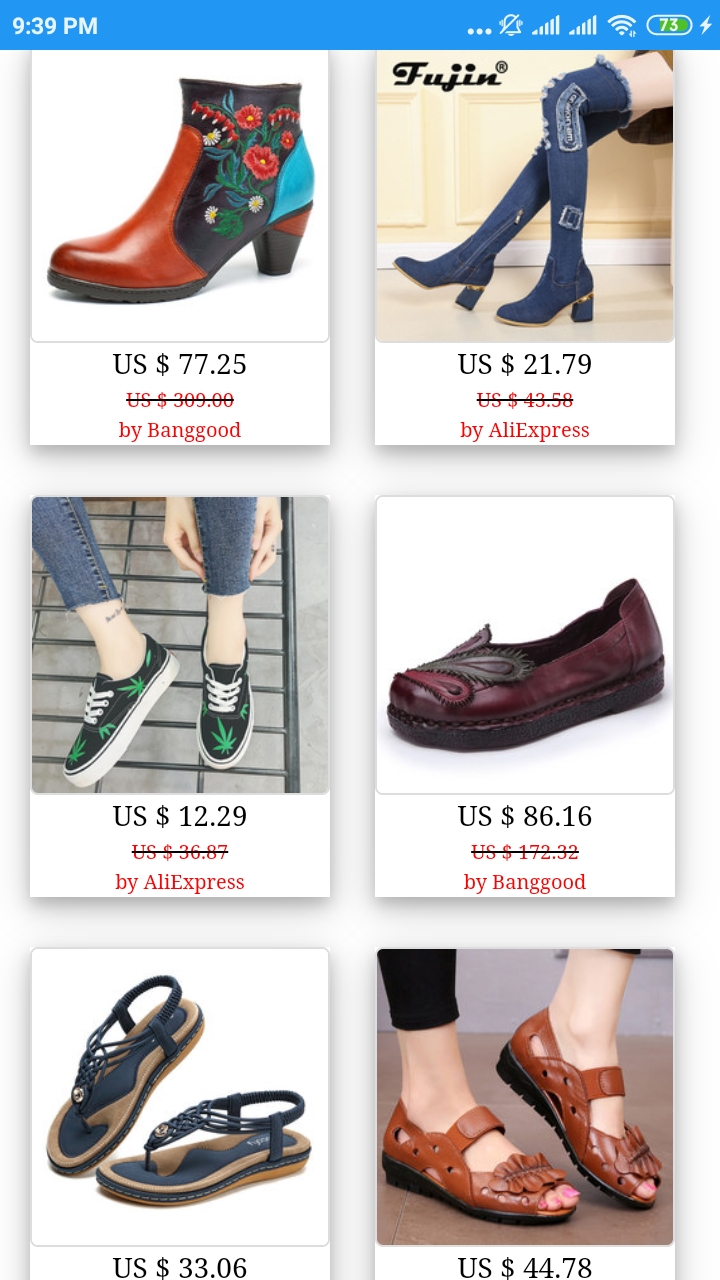 9:39 PM
73
Fujin®
US $ 77.25
US $ 309.00
by Banggood
US $ 21.79
US $ 43.58
by AliExpress
US $ 12.29
US $ 36.87
by AliExpress
US $ 86.16
US $ 172.32
by Banggood
US $ 33.06
US $ 44.78